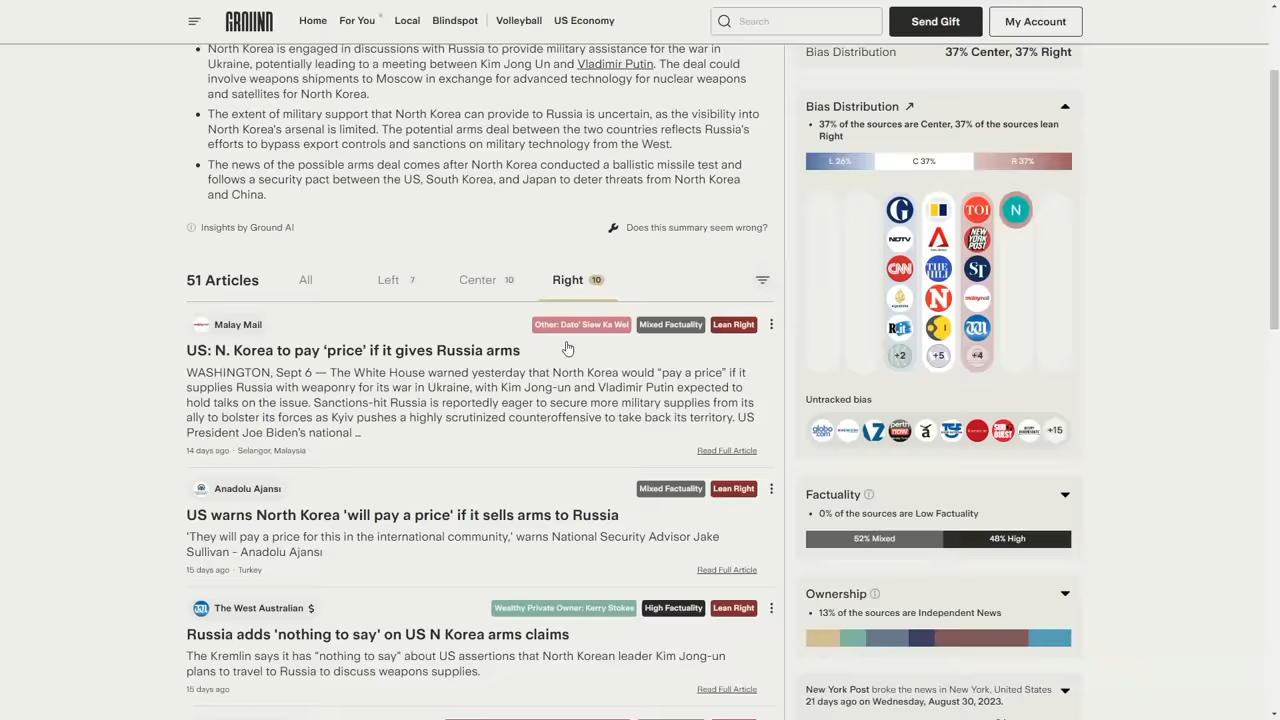 GROUND
Home
For You
Local
Blindspot
Volleyball
US Economy
Search
Send Gift
My Account
• North Korea is engaged in discussions with Russia to provide military assistance for the war in
Ukraine, potentially leading to a meeting between Kim Jong Un and Vladimir Putin. The deal could
involve weapons shipments to Moscow in exchange for advanced technology for nuclear weapons
and satellites for North Korea.
• The extent of military support that North Korea can provide to Russia is uncertain, as the visibility into
North Korea's arsenal is limited. The potential arms deal between the two countries reflects Russia's
efforts to bypass export controls and sanctions on military technology from the West.
• The news of the possible arms deal comes after North Korea conducted a ballistic missile test and
follows a security pact between the US, South Korea, and Japan to deter threats from North Korea
and China.
Insights by Ground AI
Does this summary seem wrong?
51 Articles
All
Left 7
Center 10
Right 10
Malay Mail
Other: Dato' Siew Ka Wei
Mixed Factuality
Lean Right
US: N. Korea to pay ‘price’ if it gives Russia arms
WASHINGTON, Sept 6 — The White House warned yesterday that North Korea would “pay a price” if it
supplies Russia with weaponry for its war in Ukraine, with Kim Jong-un and Vladimir Putin expected to
hold talks on the issue. Sanctions-hit Russia is reportedly eager to secure more military supplies from its
ally to bolster its forces as Kyiv pushes a highly scrutinized counteroffensive to take back its territory. US
President Joe Biden’s national ...
14 days ago · Selangor, Malaysia
Read Full Article
Anadolu Ajansı
Mixed Factuality
Lean Right
US warns North Korea 'will pay a price' if it sells arms to Russia
'They will pay a price for this in the international community,' warns National Security Advisor Jake
Sullivan - Anadolu Ajansı
15 days ago · Turkey
Read Full Article
The West Australian $
Wealthy Private Owner: Kerry Stokes
High Factuality
Lean Right
Russia adds 'nothing to say' on US N Korea arms claims
The Kremlin says it has “nothing to say” about US assertions that North Korean leader Kim Jong-un
plans to travel to Russia to discuss weapons supplies.
15 days ago
Read Full Article
Bias Distribution
37% Center, 37% Right
Bias Distribution ↗
• 37% of the sources are Center, 37% of the sources lean
Right
L 26%
C 37%
R 37%
G
TOI
N
NDTV
NEW YORK POST
CNN
THE HILL
ST
N
malaymail
+2
+5
+4
Untracked bias
globo.com
perth now
+15
Factuality
• 0% of the sources are Low Factuality
52% Mixed
48% High
Ownership
• 13% of the sources are Independent News
New York Post broke the news in New York, United States
21 days ago on Wednesday, August 30, 2023.